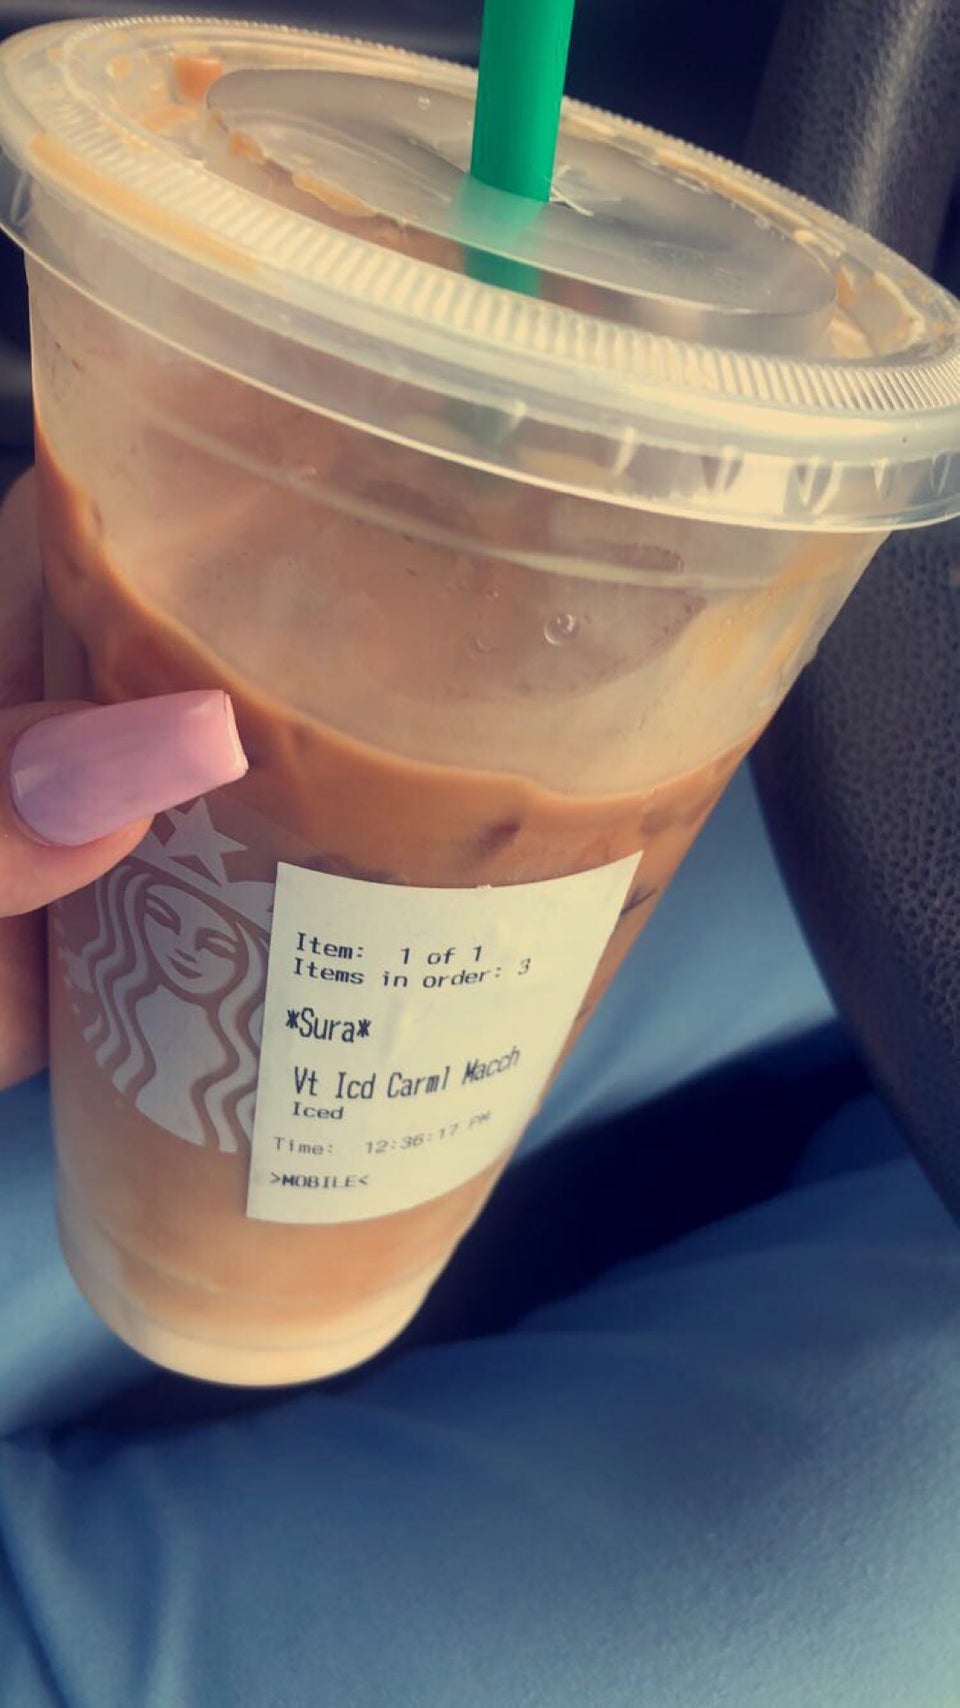 Item: 1 of 1
Items in order: 3
*Sura*
Vt Icd Carml Macch
Iced
Time: 12:36:17 PM
>MOBILE<